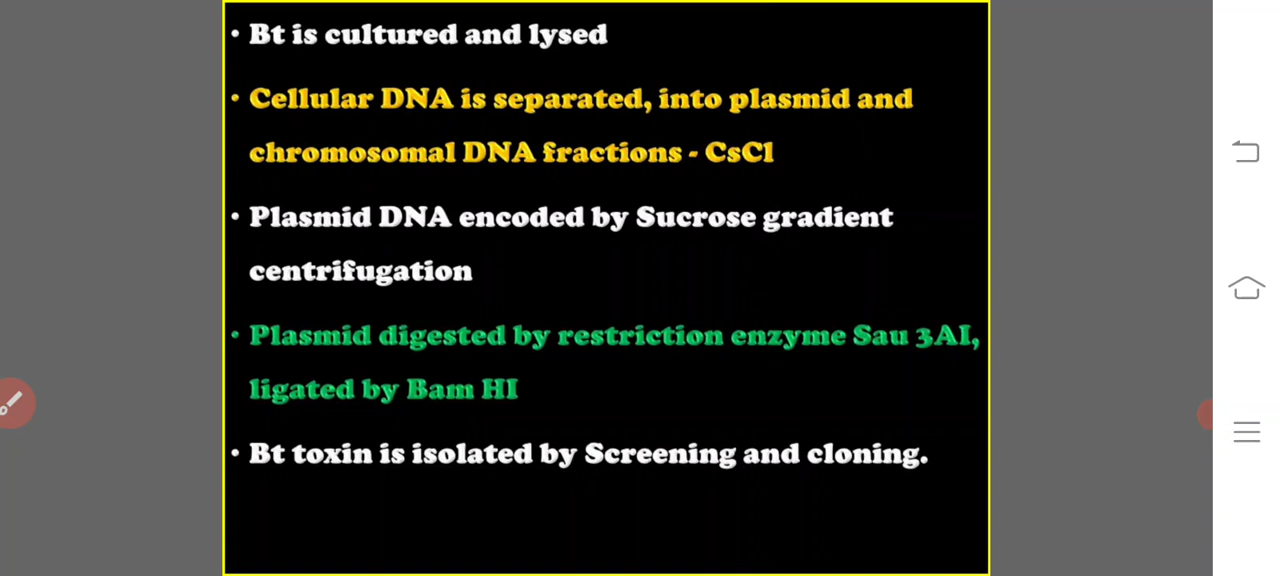 • Bt is cultured and lysed
• Cellular DNA is separated, into plasmid and
chromosomal DNA fractions - CsCl
• Plasmid DNA encoded by Sucrose gradient
centrifugation
• Plasmid digested by restriction enzyme Sau 3AI,
ligated by Bam HI
• Bt toxin is isolated by Screening and cloning.